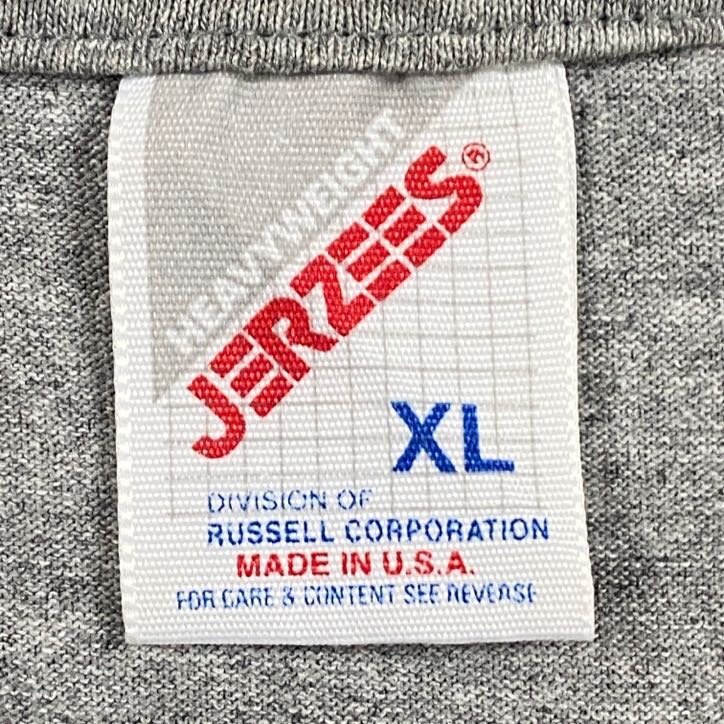 HEAVYWEIGHT
JERZEES®
XL
DIVISION OF
RUSSELL CORPORATION
MADE IN U.S.A.
FOR CARE & CONTENT SEE REVERSE